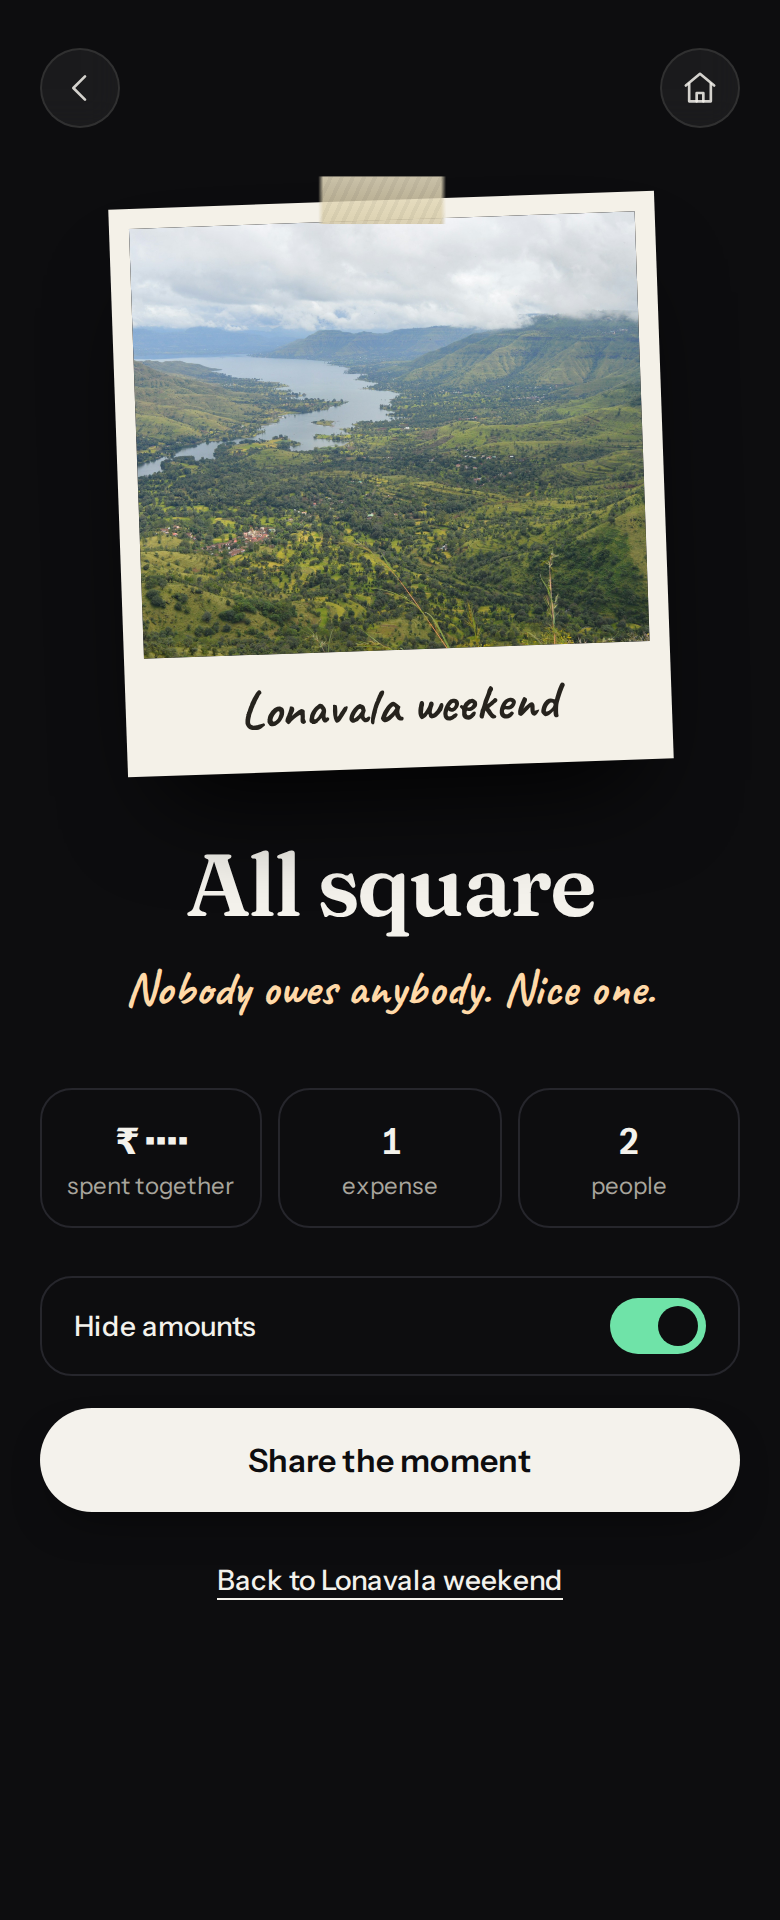 Lonavala weekend
All square
Nobody owes anybody. Nice one.
₹ ····
spent together
1
expense
2
people
Hide amounts
Share the moment
Back to Lonavala weekend